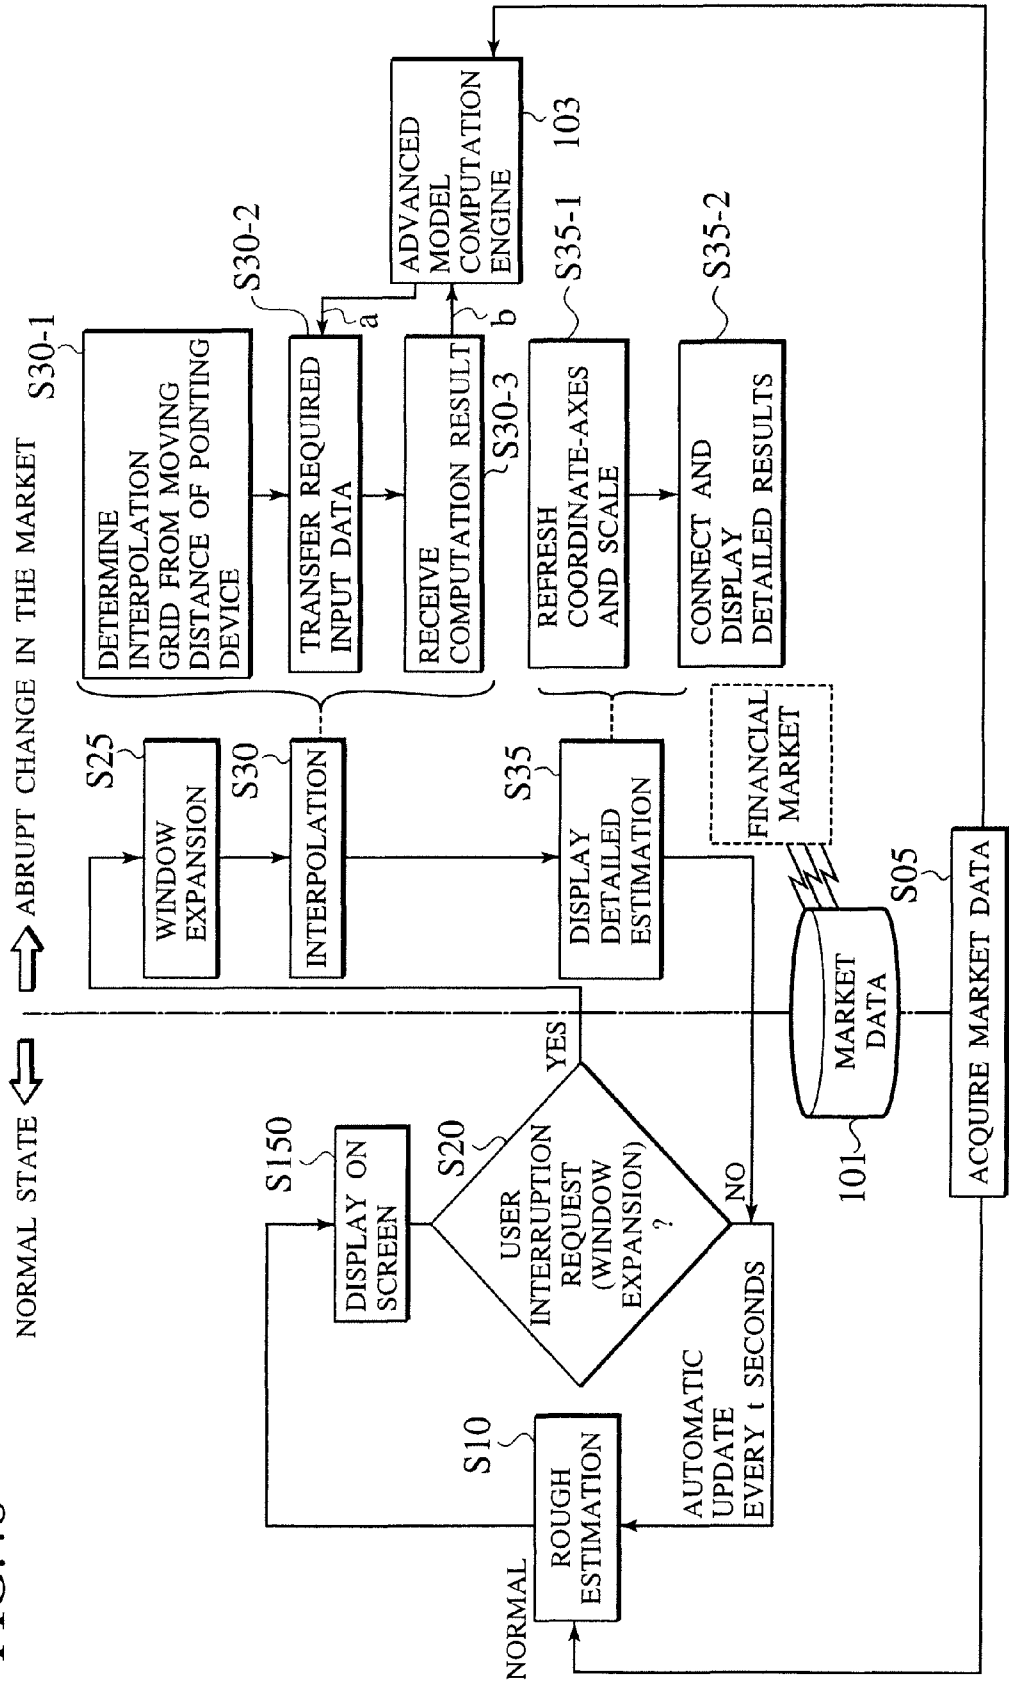 NORMAL STATE
ABRUPT CHANGE IN THE MARKET
S150
DISPLAY ON
SCREEN
S20
USER
INTERRUPTION
REQUEST
(WINDOW
EXPANSION)
?
YES
NO
S10
NORMAL
ROUGH
ESTIMATION
AUTOMATIC
UPDATE
EVERY t SECONDS
S25
WINDOW
EXPANSION
S30
INTERPOLATION
S35
DISPLAY
DETAILED
ESTIMATION
S30-1
DETERMINE
INTERPOLATION
GRID FROM MOVING
DISTANCE OF POINTING
DEVICE
S30-2
TRANSFER REQUIRED
INPUT DATA
a
RECEIVE
COMPUTATION RESULT
S30-3
b
ADVANCED
MODEL
COMPUTATION
ENGINE
103
S35-1
REFRESH
COORDINATE-AXES
AND SCALE
S35-2
CONNECT AND
DISPLAY
DETAILED RESULTS
FINANCIAL
MARKET
MARKET
DATA
101
S05
ACQUIRE MARKET DATA